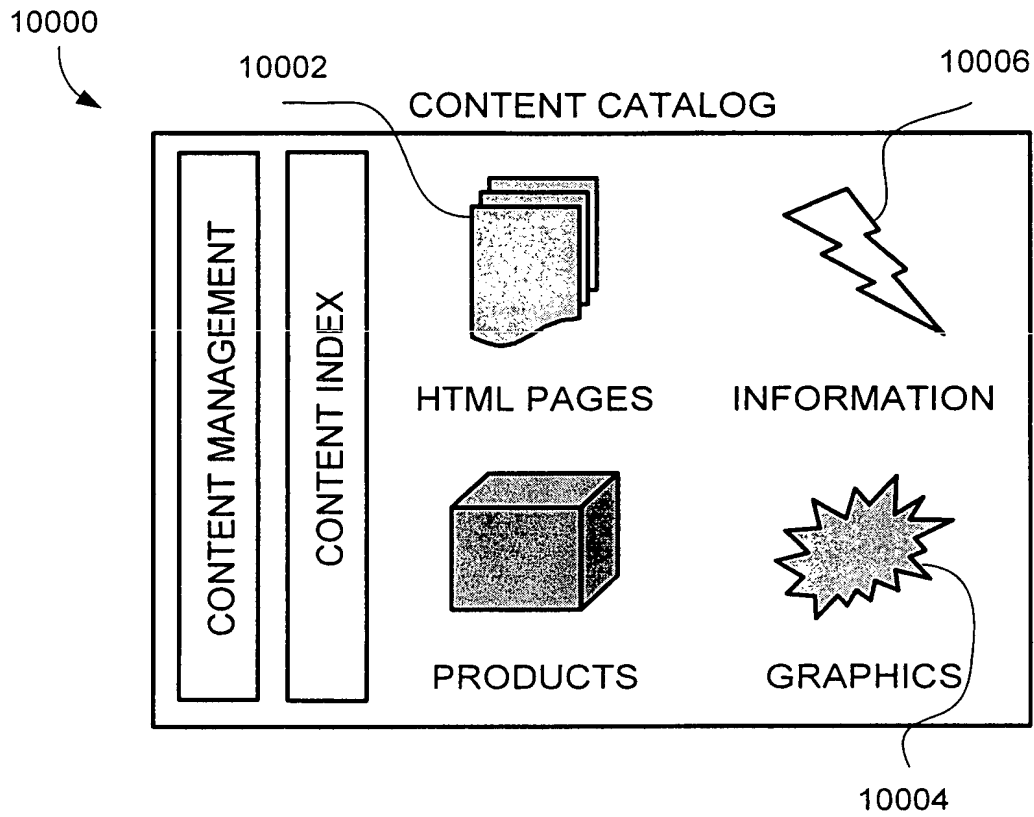 10000
10002
10006
CONTENT CATALOG
CONTENT MANAGEMENT
CONTENT INDEX
HTML PAGES
INFORMATION
PRODUCTS
GRAPHICS
10004